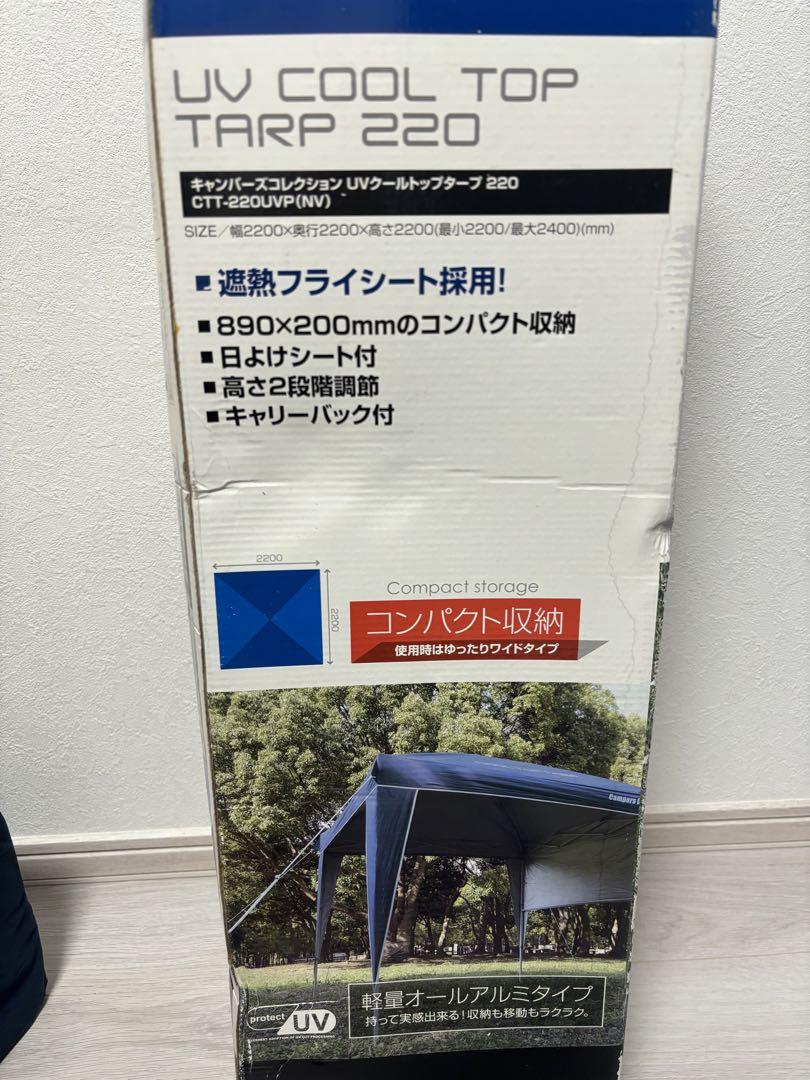 UV COOL TOP
TARP 220
キャンパーズコレクション UVクールトップタープ 220
CTT-220UVP(NV)
SIZE／幅2200×奥行2200×高さ2200(最小2200/最大2400)(mm)
■遮熱フライシート採用!
■890×200mmのコンパクト収納
■日よけシート付
■高さ2段階調節
■キャリーバック付
2200
2200
Compact storage
コンパクト収納
使用時はゆったりワイドタイプ
Campers
protect
UV
軽量オールアルミタイプ
持って実感出来る!収納も移動もラクラク。